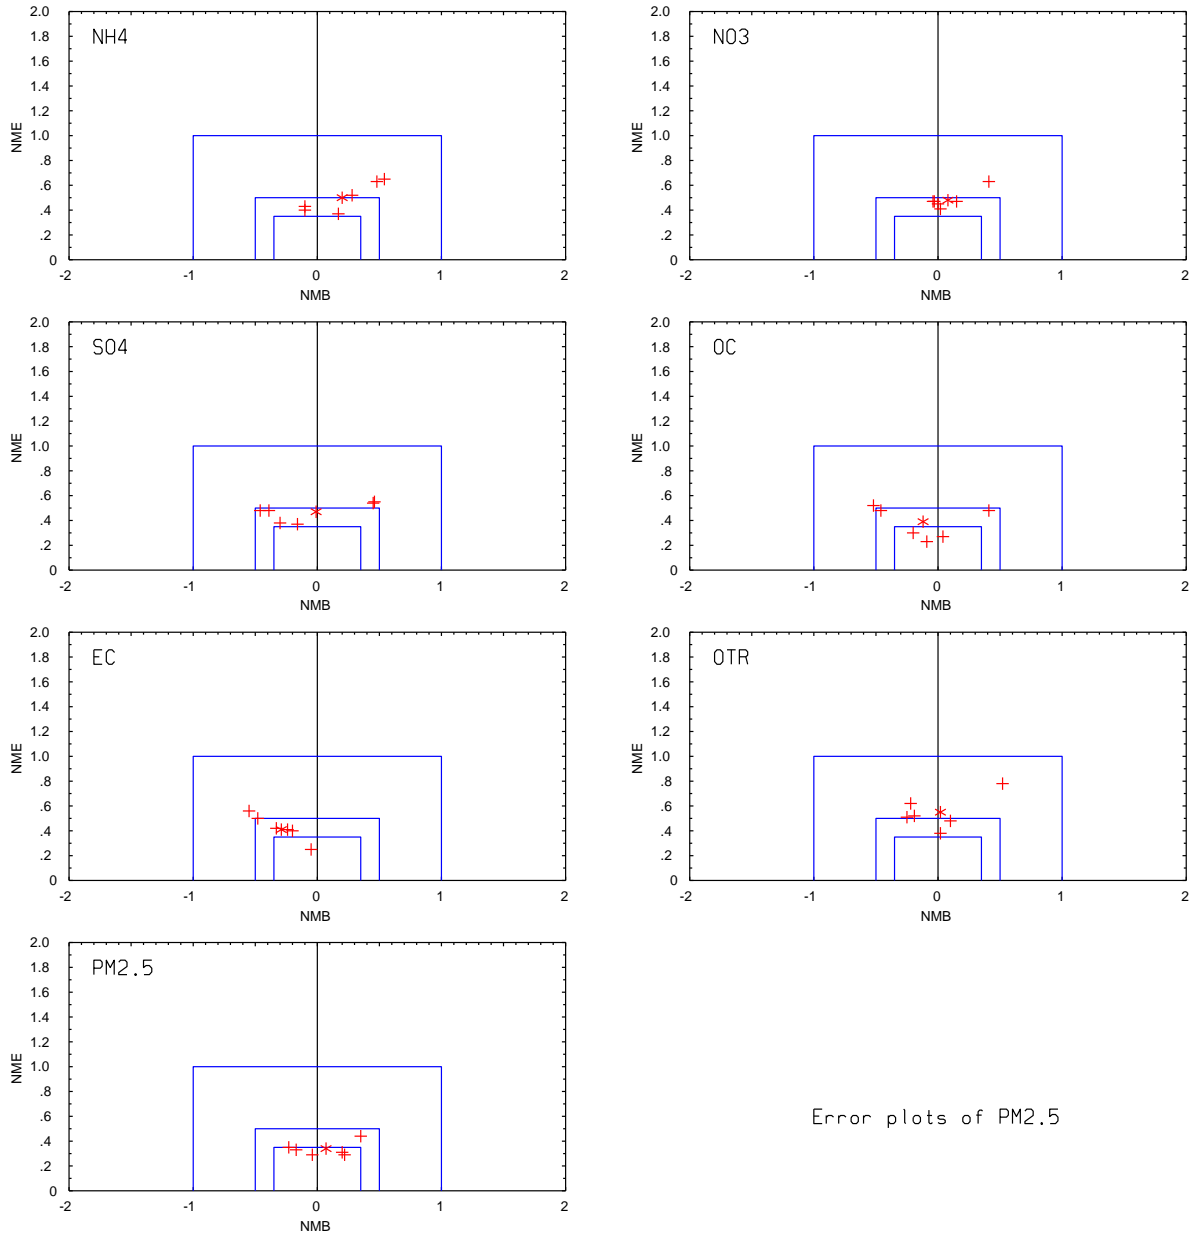 2.0 2.0
1.8 NH4 1.8 NO3
1.6 1.6
1.4 1.4
1.2 1.2
NME 1.0 NME 1.0
.8 .8
.6 .6
.4 .4
.2 .2
0 0
-2 -1 0 1 2 -2 -1 0 1 2
NMB NMB
2.0 2.0
1.8 SO4 1.8 OC
1.6 1.6
1.4 1.4
1.2 1.2
NME 1.0 NME 1.0
.8 .8
.6 .6
.4 .4
.2 .2
0 0
-2 -1 0 1 2 -2 -1 0 1 2
NMB NMB
2.0 2.0
1.8 EC 1.8 OTR
1.6 1.6
1.4 1.4
1.2 1.2
NME 1.0 NME 1.0
.8 .8
.6 .6
.4 .4
.2 .2
0 0
-2 -1 0 1 2 -2 -1 0 1 2
NMB NMB
2.0
1.8 PM2.5
1.6
1.4
1.2
NME 1.0
.8
.6 Error plots of PM2.5
.4
.2
0
-2 -1 0 1 2
NMB